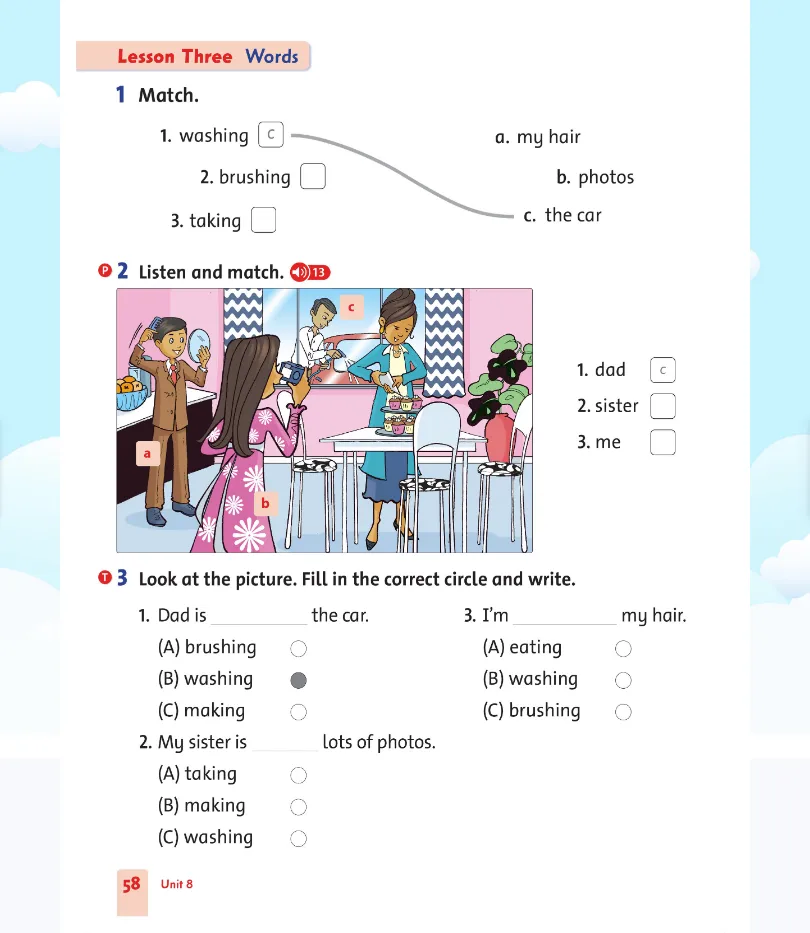 Lesson Three Words
1 Match.
1. washing c
a. my hair
2. brushing
b. photos
3. taking
c. the car
P 2 Listen and match. 13
c
a
b
1. dad c
2. sister
3. me
T 3 Look at the picture. Fill in the correct circle and write.
1. Dad is ____________ the car.
(A) brushing
(B) washing
(C) making
2. My sister is ________ lots of photos.
(A) taking
(B) making
(C) washing
3. I'm ____________ my hair.
(A) eating
(B) washing
(C) brushing
58 Unit 8